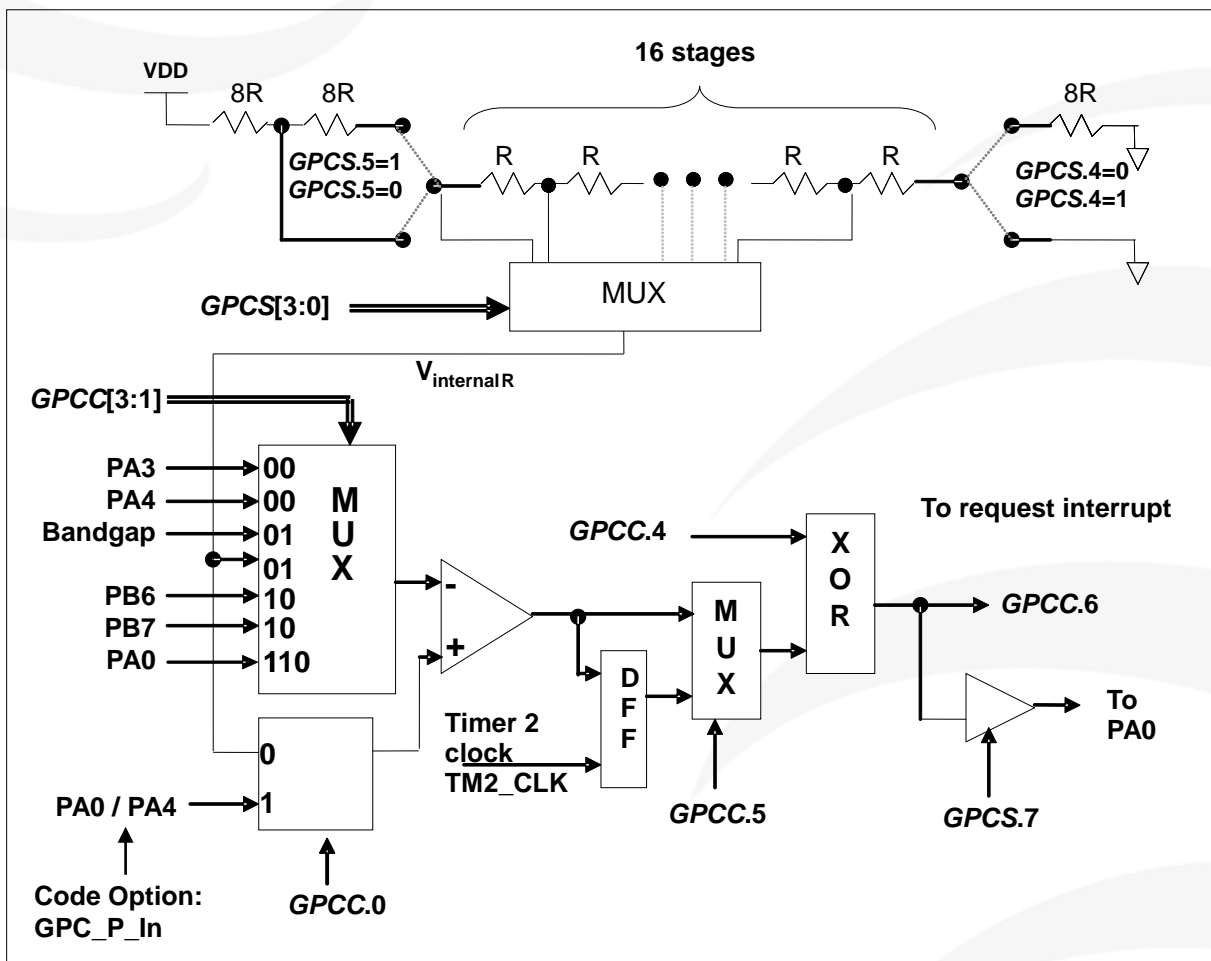 16 stages
VDD
8R
8R
8R
GPCS.5=1
GPCS.5=0
R
R
R
R
GPCS.4=0
GPCS.4=1
MUX
GPCS[3:0]
VinternalR
GPCC[3:1]
PA3
PA4
Bandgap
PB6
PB7
PA0
00
00
01
01
10
10
110
M
U
X
-
+
GPCC.4
X
O
R
To request interrupt
GPCC.6
M
U
X
D
F
F
Timer 2
clock
TM2_CLK
GPCC.5
To
PA0
GPCS.7
0
1
PA0 / PA4
Code Option:
GPC_P_In
GPCC.0